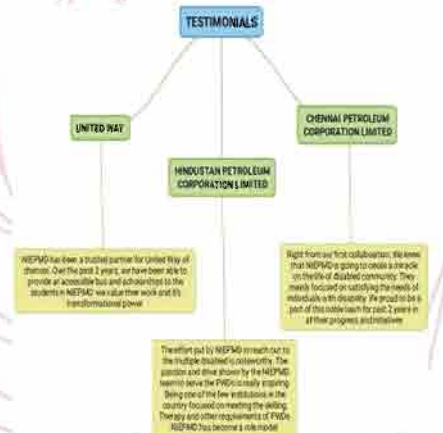 TESTIMONIALS
UNITED WAY
CHENNAI PETROLEUM
CORPORATION LIMITED
HINDUSTAN PETROLEUM
CORPORATION LIMITED
NIEPMD has been a trusted partner for United Way of
chennai. Over the past 2 years, we have been able to
provide an accessible bus and scholarships to the
students in NIEPMD we value their work and it's
transformational power
Right from our first collaboration, We knew
that NIEPMD is going to create a miracle
on the life of disabled community. They
mainly focused on satisfying the needs of
individuals with disability. We proud to be a
part of this noble team for past 2 years in
all their progress and initiatives
The effort put by NIEPMD to reach out to
the multiple disabled is noteworthy. The
passion and drive shown by the NIEPMD
team to serve the PWDs is really inspiring.
Being one of the few institutions in the
country focused on meeting the skilling,
Therapy and other requirements of PWDs
NIEPMD has become a role model